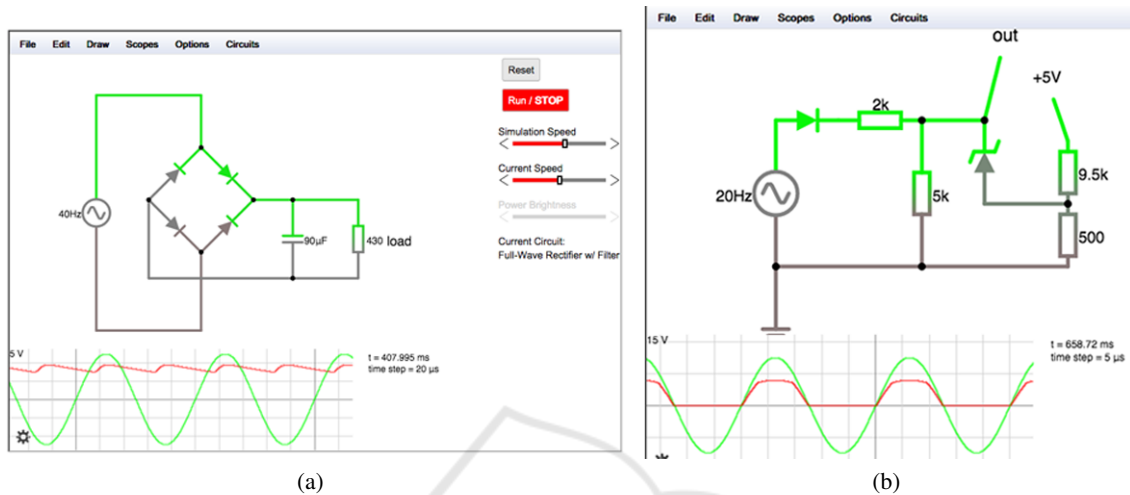 File Edit Draw Scopes Options Circuits
Reset
Run / STOP
Simulation Speed
Current Speed
Power Brightness
Current Circuit:
Full-Wave Rectifier w/ Filter
40Hz
90µF
430 load
5 V
t = 407.995 ms
time step = 20 µs
(a)
File Edit Draw Scopes Options Circuits
out
+5V
2k
20Hz
5k
9.5k
500
15 V
t = 658.72 ms
time step = 5 µs
(b)